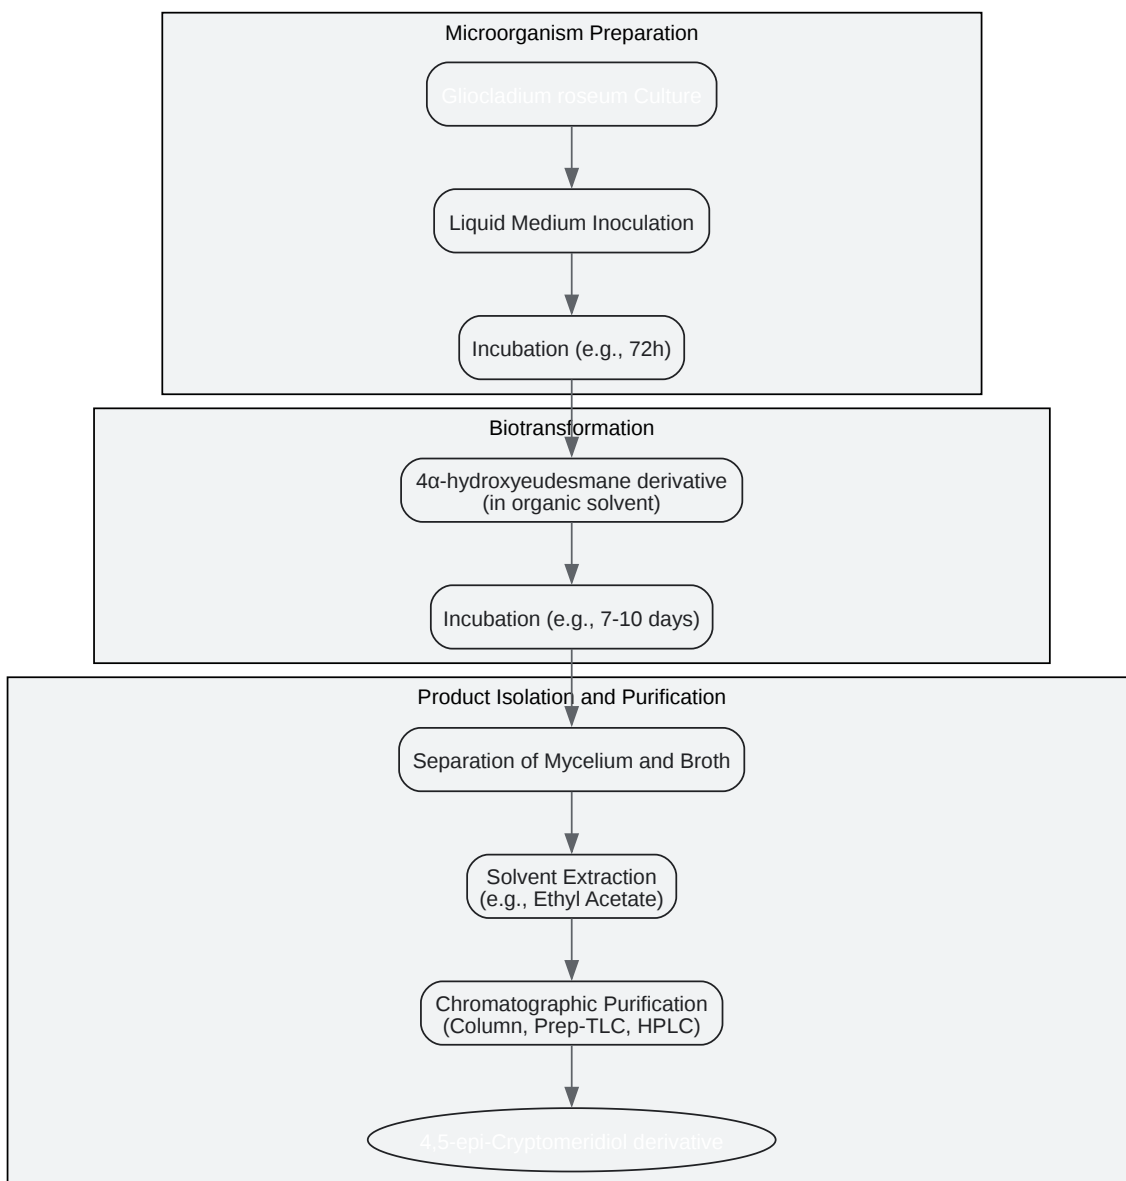 Microorganism Preparation
Gliocladium roseum Culture
Liquid Medium Inoculation
Incubation (e.g., 72h)
Biotransformation
4α-hydroxyeudesmane derivative
(in organic solvent)
Incubation (e.g., 7-10 days)
Product Isolation and Purification
Separation of Mycelium and Broth
Solvent Extraction
(e.g., Ethyl Acetate)
Chromatographic Purification
(Column, Prep-TLC, HPLC)
4,5-epi-Cryptomeridiol derivative